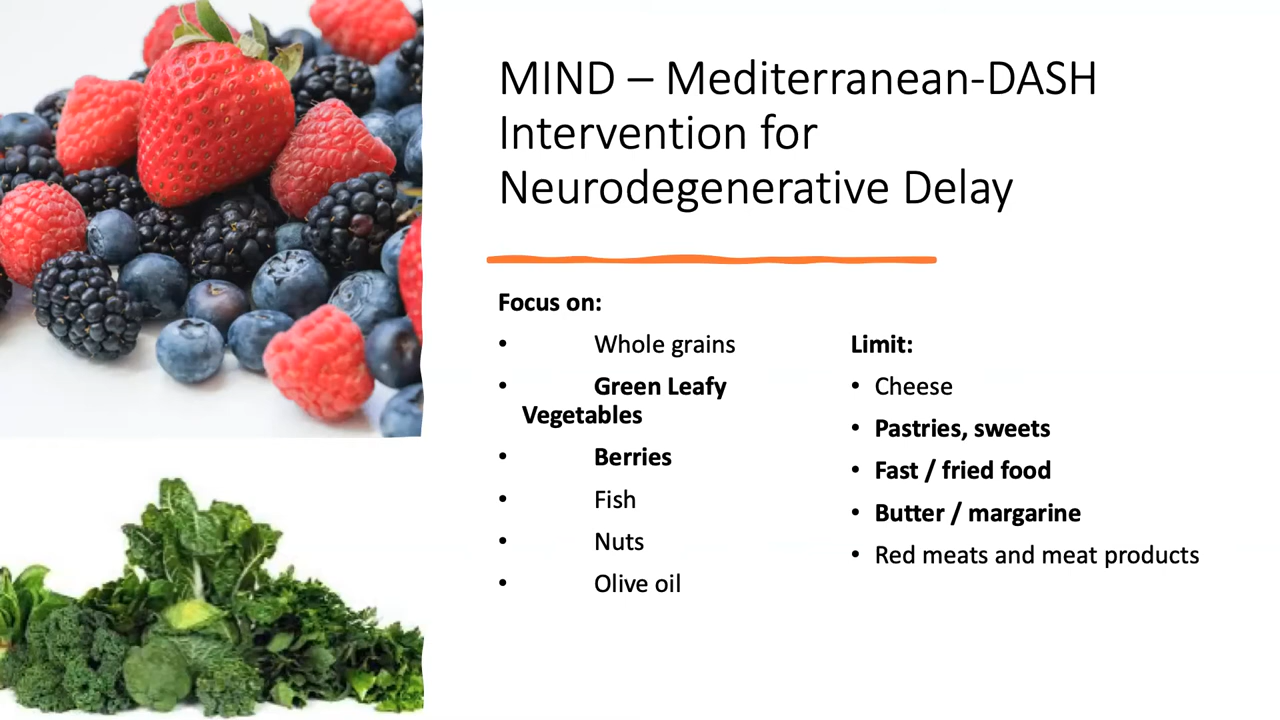 MIND – Mediterranean-DASH
Intervention for
Neurodegenerative Delay
Focus on:
• Whole grains
• Green Leafy
Vegetables
• Berries
• Fish
• Nuts
• Olive oil
Limit:
• Cheese
• Pastries, sweets
• Fast / fried food
• Butter / margarine
• Red meats and meat products